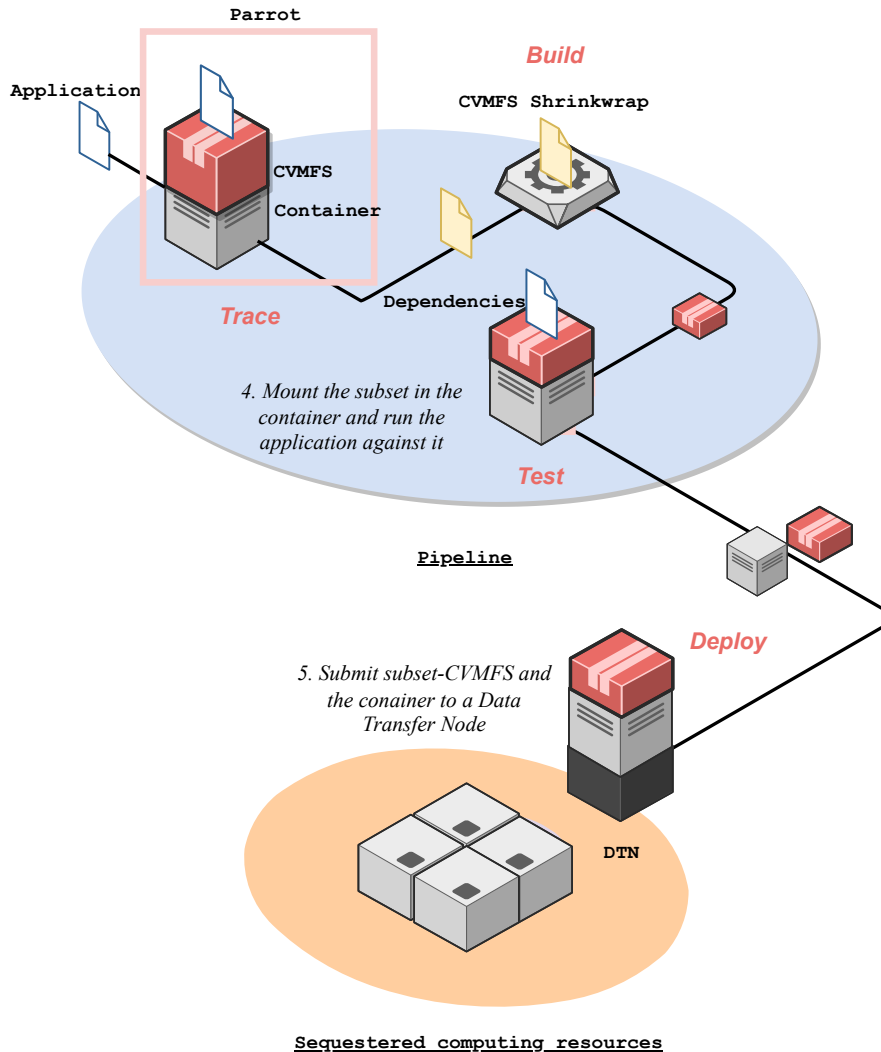 Parrot
Build
Application
CVMFS Shrinkwrap
CVMFS
Container
Dependencies
Trace
4. Mount the subset in the
container and run the
application against it
Test
Pipeline
Deploy
5. Submit subset-CVMFS and
the conainer to a Data
Transfer Node
DTN
Sequestered computing resources